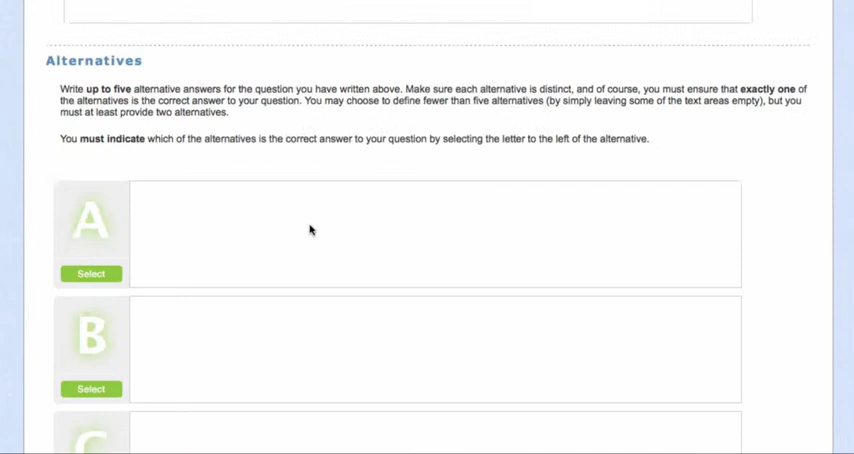 Alternatives
Write up to five alternative answers for the question you have written above. Make sure each alternative is distinct, and of course, you must ensure that exactly one of
the alternatives is the correct answer to your question. You may choose to define fewer than five alternatives (by simply leaving some of the text areas empty), but you
must at least provide two alternatives.
You must indicate which of the alternatives is the correct answer to your question by selecting the letter to the left of the alternative.
A
Select
B
Select
C